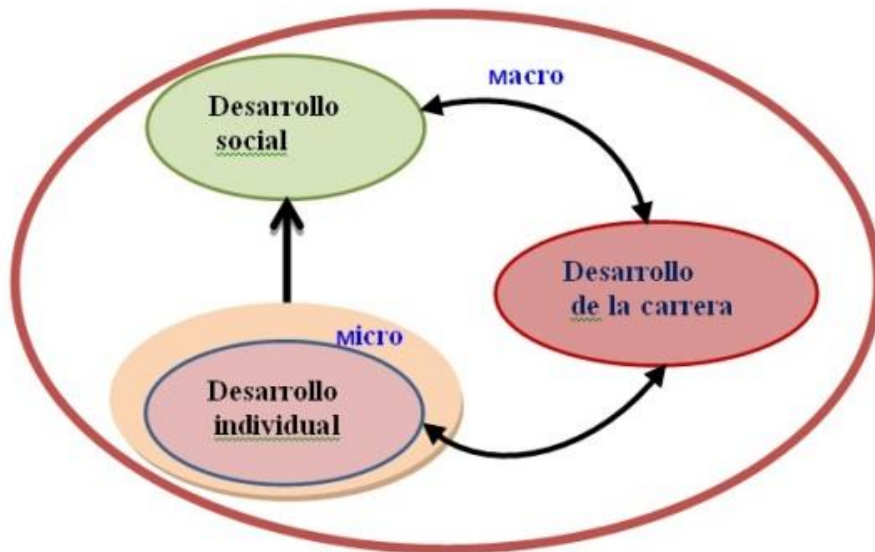 Macro
Desarrollo
social
Desarrollo
de la carrera
Micro
Desarrollo
individual